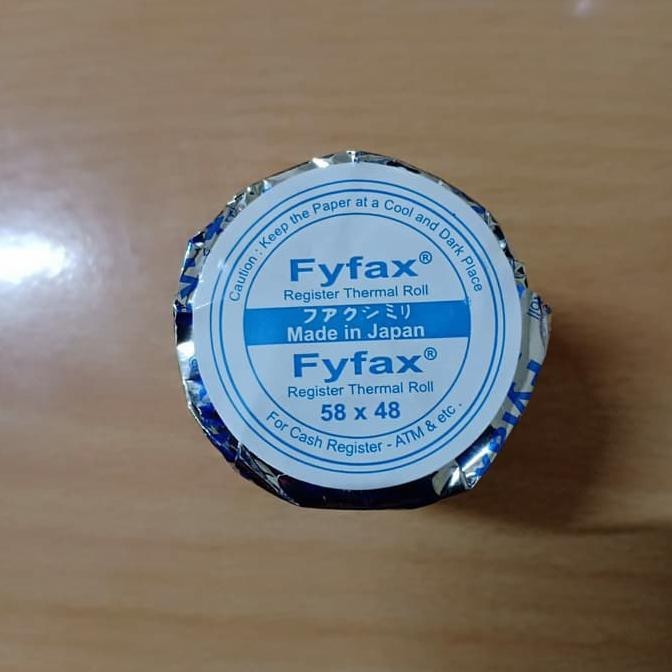 Caution : Keep the Paper at a Cool and Dark Place
Fyfax®
Register Thermal Roll
フアクシミリ
Made in Japan
Fyfax®
Register Thermal Roll
58 x 48
For Cash Register - ATM & etc .